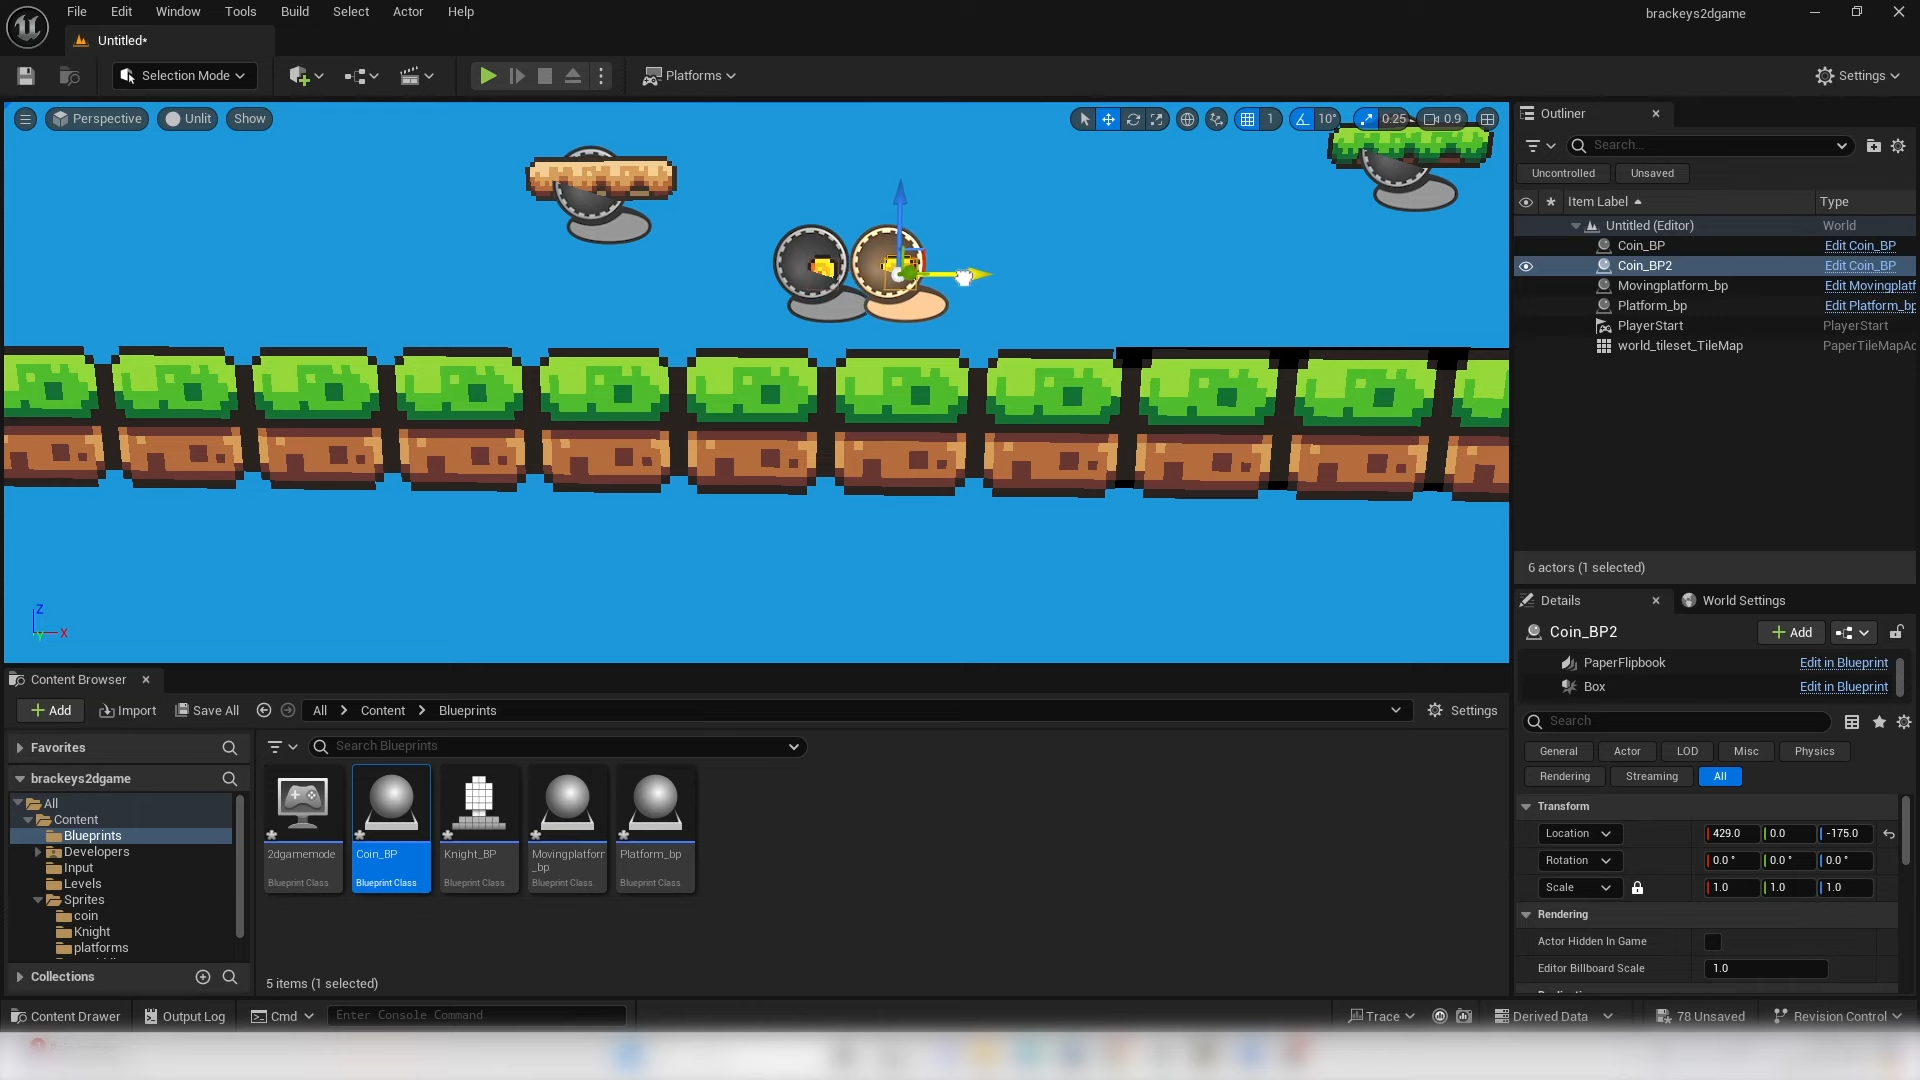 File Edit Window Tools Build Select Actor Help
brackeys2dgame
Untitled*
Selection Mode
Platforms
Settings
Perspective Unlit Show
1 10° 0.25 0.9
Outliner
Search...
Uncontrolled Unsaved
Item Label Type
Untitled (Editor) World
Coin_BP Edit Coin_BP
Coin_BP2 Edit Coin_BP
Movingplatform_bp Edit Movingplatf
Platform_bp Edit Platform_bp
PlayerStart PlayerStart
world_tileset_TileMap PaperTileMapAc
6 actors (1 selected)
Z
Y X
Details World Settings
Coin_BP2 Add
PaperFlipbook Edit in Blueprint
Box Edit in Blueprint
Search
General Actor LOD Misc Physics
Rendering Streaming All
Transform
Location 429.0 0.0 -175.0
Rotation 0.0° 0.0° 0.0°
Scale 1.0 1.0 1.0
Rendering
Actor Hidden In Game
Editor Billboard Scale 1.0
Content Browser
Add Import Save All All Content Blueprints Settings
Favorites
Search Blueprints
brackeys2dgame
All
Content
Blueprints
Developers
Input
Levels
Sprites
coin
Knight
platforms
Collections
2dgamemode
Blueprint Class
Coin_BP
Blueprint Class
Knight_BP
Blueprint Class
Movingplatform
_bp
Blueprint Class
Platform_bp
Blueprint Class
5 items (1 selected)
Content Drawer Output Log Cmd Enter Console Command Trace Derived Data 78 Unsaved Revision Control